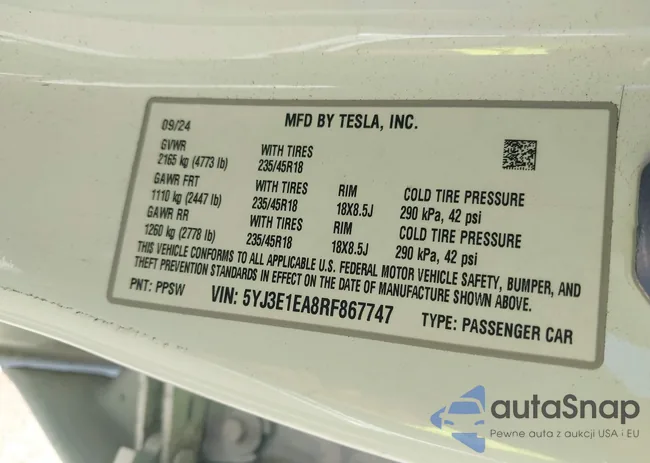 09/24 MFD BY TESLA, INC.
GVWR
2165 kg (4773 lb) WITH TIRES
235/45R18
GAWR FRT
1110 kg (2447 lb) WITH TIRES
235/45R18 RIM
18X8.5J COLD TIRE PRESSURE
290 kPa, 42 psi
GAWR RR
1260 kg (2778 lb) WITH TIRES
235/45R18 RIM
18X8.5J COLD TIRE PRESSURE
290 kPa, 42 psi
THIS VEHICLE CONFORMS TO ALL APPLICABLE U.S. FEDERAL MOTOR VEHICLE SAFETY, BUMPER, AND
THEFT PREVENTION STANDARDS IN EFFECT ON THE DATE OF MANUFACTURE SHOWN ABOVE.
PNT: PPSW VIN: 5YJ3E1EA8RF867747 TYPE: PASSENGER CAR
autaSnap
Pewne auta z aukcji USA i EU